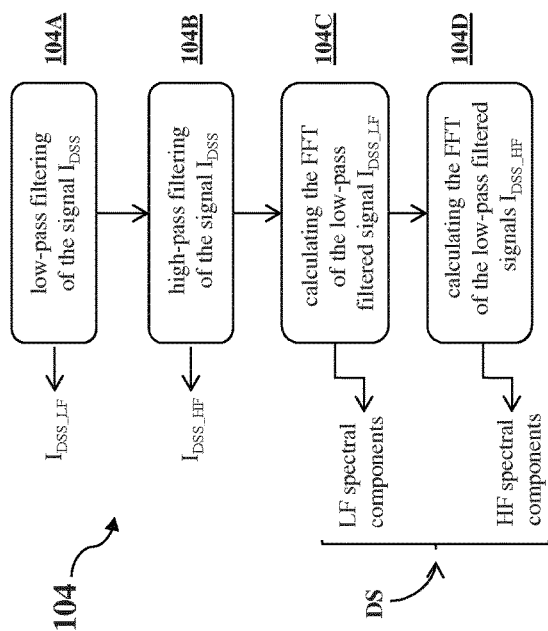 104
104A
low-pass filtering
of the signal I_DSS
I_DSS_LF
104B
high-pass filtering
of the signal I_DSS
I_DSS_HF
104C
calculating the FFT
of the low-pass
filtered signal I_DSS_LF
LF spectral
components
104D
calculating the FFT
of the low-pass filtered
signals I_DSS_HF
HF spectral
components
DS